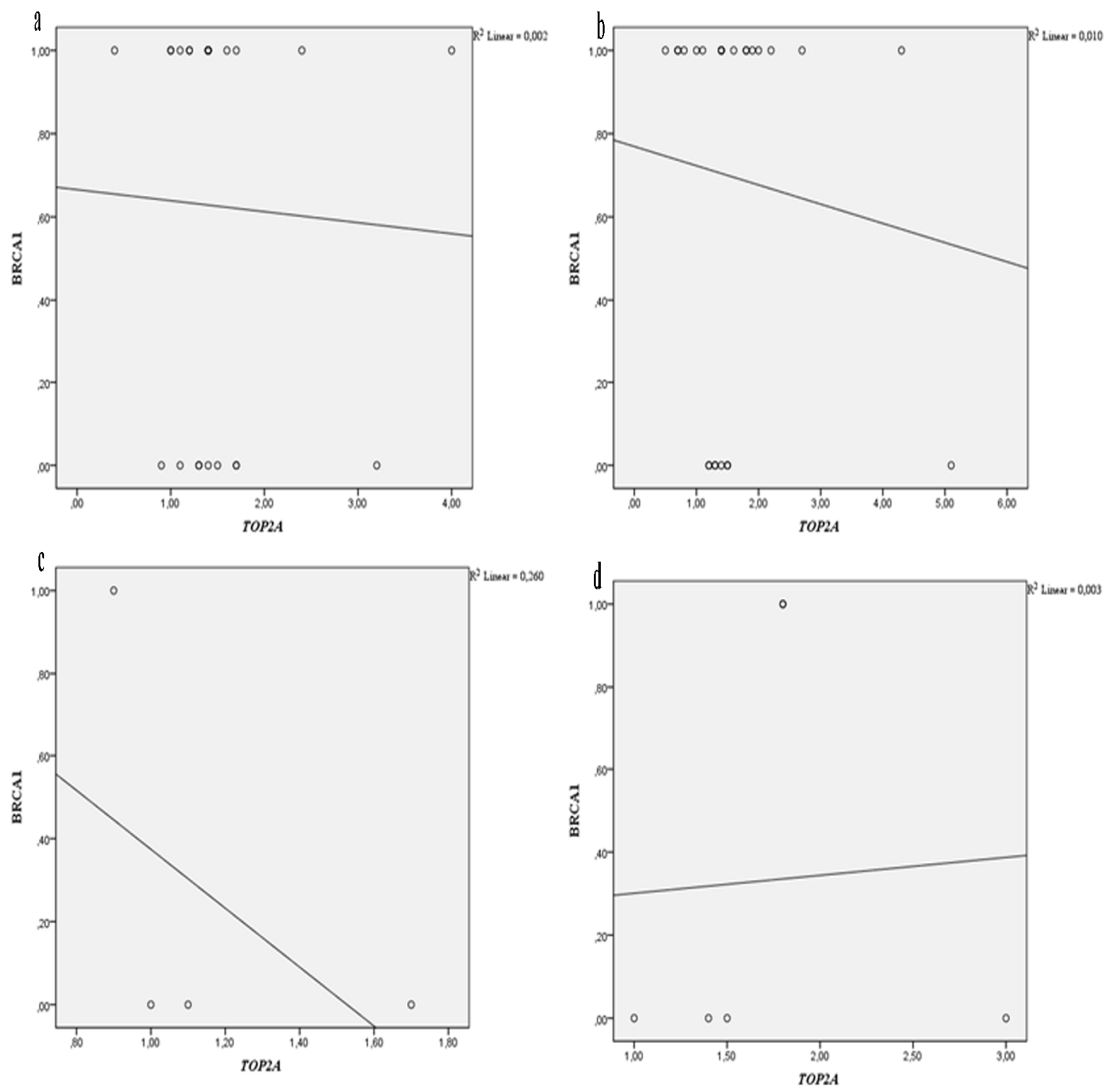 a
R² Linear = 0,002
1,00
,80
,60
,40
,20
,00
BRCA1
,00 1,00 2,00 3,00 4,00
TOP2A
b
R² Linear = 0,010
1,00
,80
,60
,40
,20
,00
BRCA1
,00 1,00 2,00 3,00 4,00 5,00 6,00
TOP2A
c
R² Linear = 0,260
1,00
,80
,60
,40
,20
,00
BRCA1
,80 1,00 1,20 1,40 1,60 1,80
TOP2A
d
R² Linear = 0,003
1,00
,80
,60
,40
,20
,00
BRCA1
1,00 1,50 2,00 2,50 3,00
TOP2A